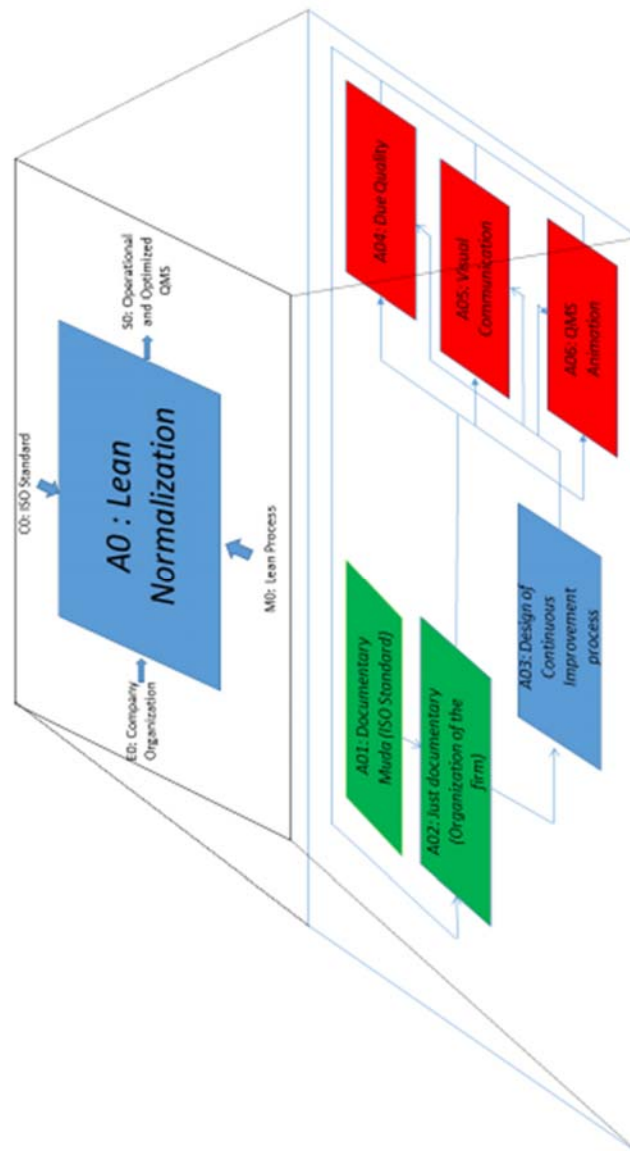 C0: ISO Standard
A0 : Lean
Normalization
E0: Company
Organization
S0: Operational
and Optimized
QMS
M0: Lean Process
A01: Documentary
Muda (ISO Standard)
A02: Just documentary
(Organization of the
firm)
A03: Design of
Continuous
Improvement
process
A04: Due Quality
A05: Visual
Communication
A06: QMS
Animation